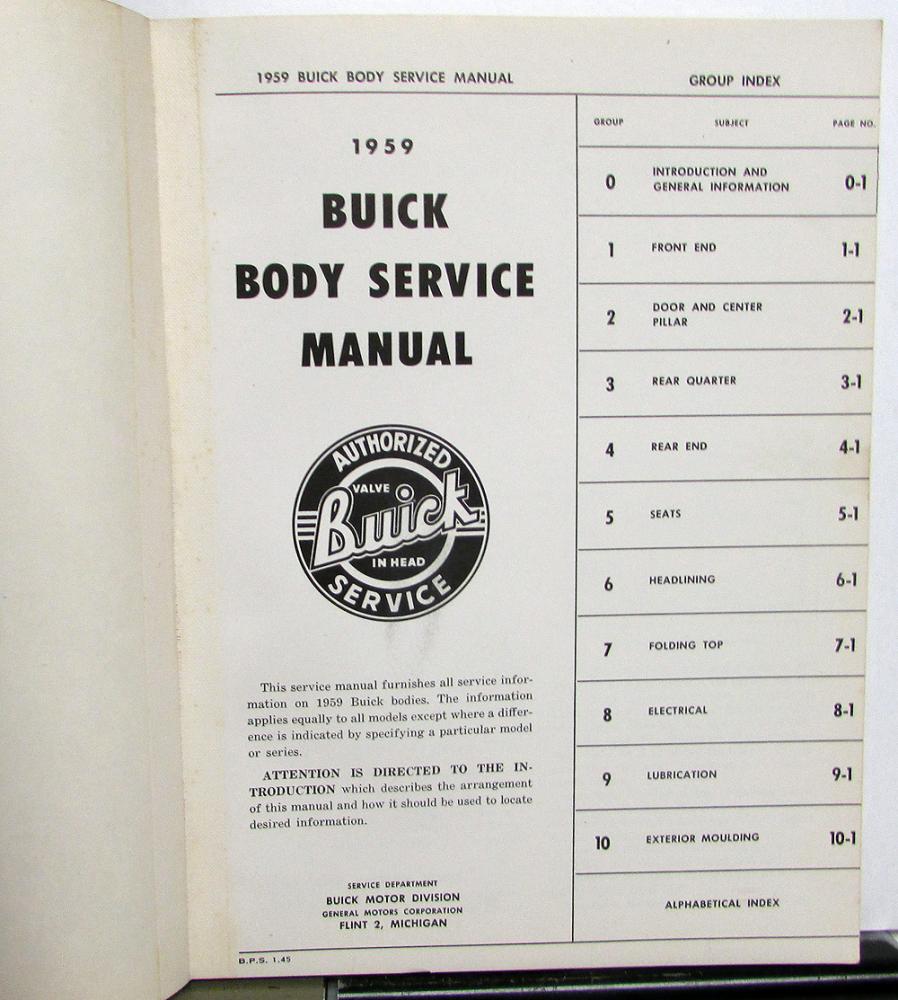 1959 BUICK BODY SERVICE MANUAL
1959
BUICK
BODY SERVICE
MANUAL
AUTHORIZED
VALVE
Buick
IN HEAD
SERVICE
This service manual furnishes all service infor-
mation on 1959 Buick bodies. The information
applies equally to all models except where a differ-
ence is indicated by specifying a particular model
or series.
ATTENTION IS DIRECTED TO THE IN-
TRODUCTION which describes the arrangement
of this manual and how it should be used to locate
desired information.
SERVICE DEPARTMENT
BUICK MOTOR DIVISION
GENERAL MOTORS CORPORATION
FLINT 2, MICHIGAN
B.P.S. 1.45
GROUP INDEX
GROUP SUBJECT PAGE NO.
0 INTRODUCTION AND GENERAL INFORMATION 0-1
1 FRONT END 1-1
2 DOOR AND CENTER PILLAR 2-1
3 REAR QUARTER 3-1
4 REAR END 4-1
5 SEATS 5-1
6 HEADLINING 6-1
7 FOLDING TOP 7-1
8 ELECTRICAL 8-1
9 LUBRICATION 9-1
10 EXTERIOR MOULDING 10-1
ALPHABETICAL INDEX